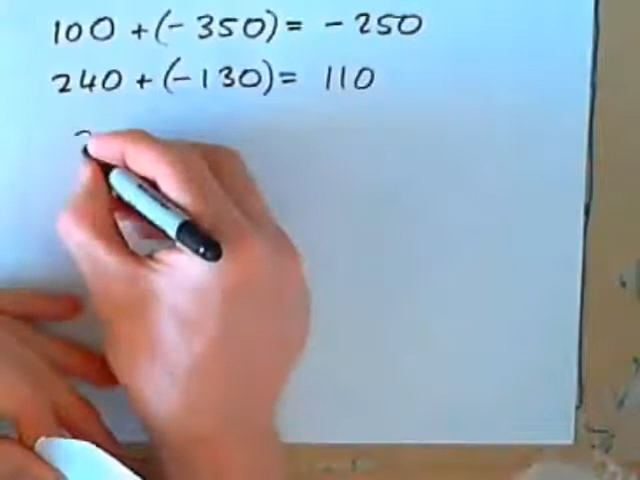 100 + (- 350) = - 250
240 + (- 130) = 110